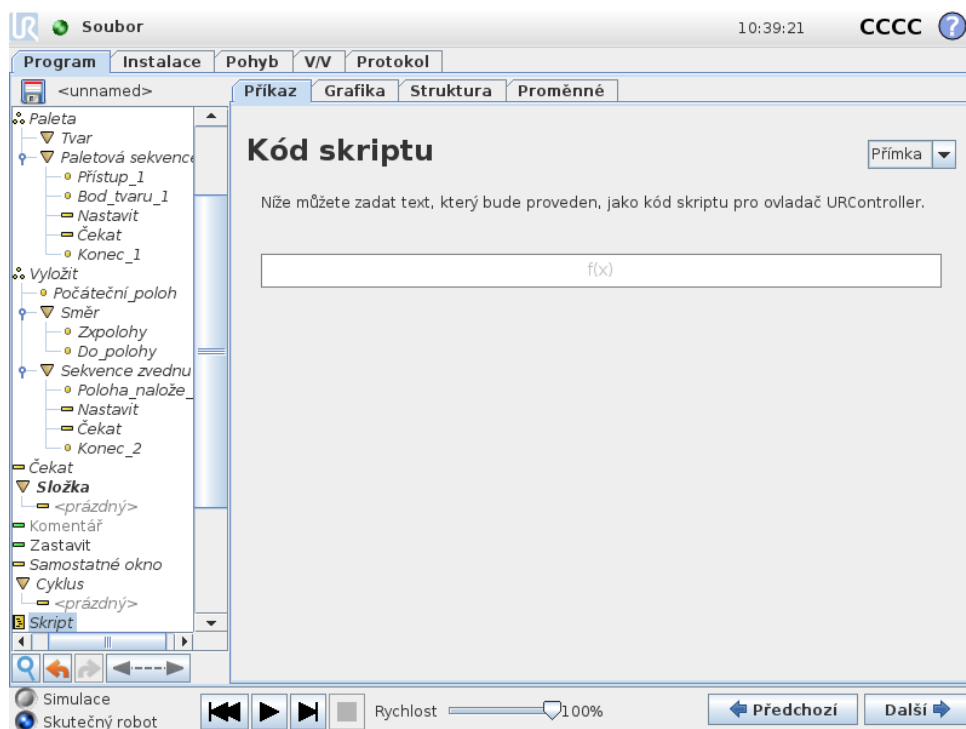 UR Soubor 10:39:21 CCCC ?
Program Instalace Pohyb V/V Protokol
<unnamed> Příkaz Grafika Struktura Proměnné
Paleta
Tvar
Paletová sekvence
Přístup_1
Bod_tvaru_1
Nastavit
Čekat
Konec_1
Vyložit
Počáteční_poloh
Směr
Zxpolohy
Do_polohy
Sekvence zvednu
Poloha_nalože_
Nastavit
Čekat
Konec_2
Čekat
Složka
<prázdný>
Komentář
Zastavit
Samostatné okno
Cyklus
<prázdný>
Skript
Kód skriptu
Přímka
Níže můžete zadat text, který bude proveden, jako kód skriptu pro ovladač URController.
f(x)
Simulace
Skutečný robot
Rychlost 100%
Předchozí Další